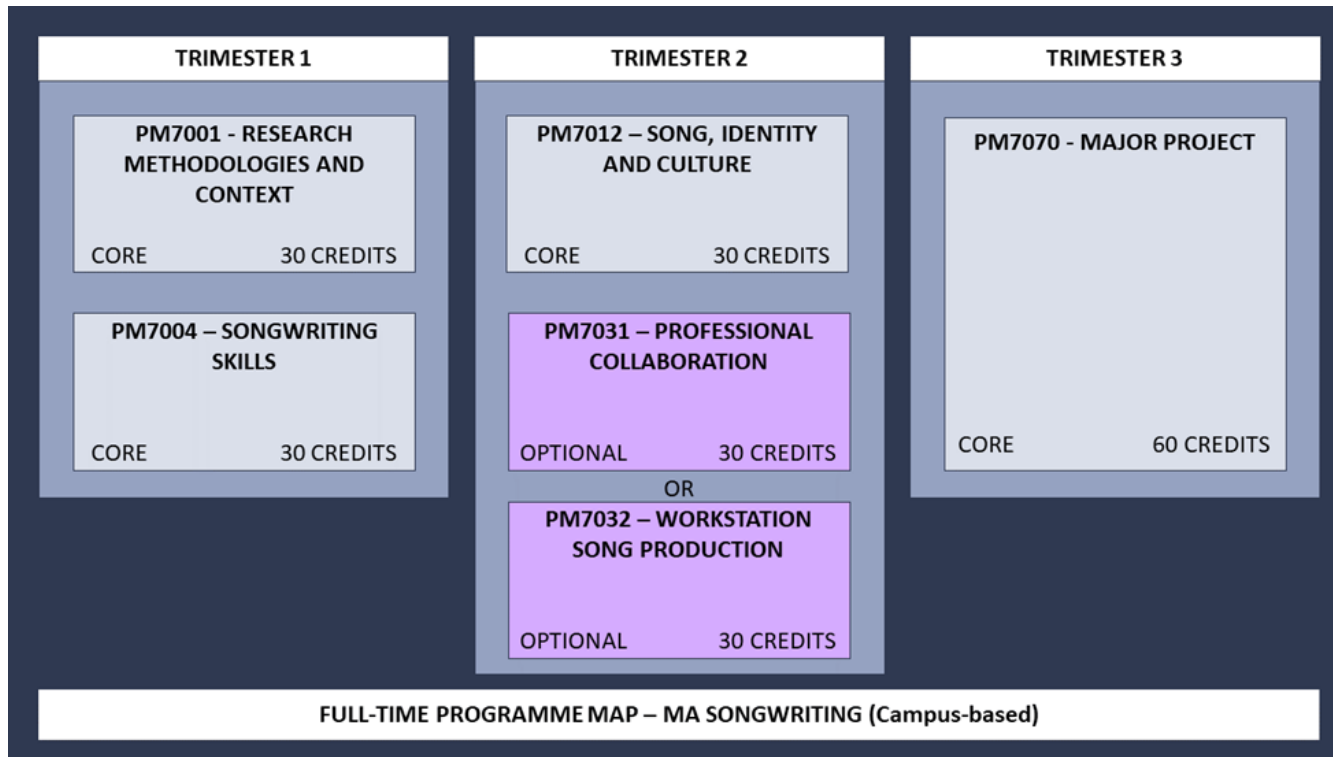 TRIMESTER 1
PM7001 - RESEARCH
METHODOLOGIES AND
CONTEXT
CORE 30 CREDITS
PM7004 – SONGWRITING
SKILLS
CORE 30 CREDITS
TRIMESTER 2
PM7012 – SONG, IDENTITY
AND CULTURE
CORE 30 CREDITS
PM7031 – PROFESSIONAL
COLLABORATION
OPTIONAL 30 CREDITS
OR
PM7032 – WORKSTATION
SONG PRODUCTION
OPTIONAL 30 CREDITS
TRIMESTER 3
PM7070 - MAJOR PROJECT
CORE 60 CREDITS
FULL-TIME PROGRAMME MAP – MA SONGWRITING (Campus-based)